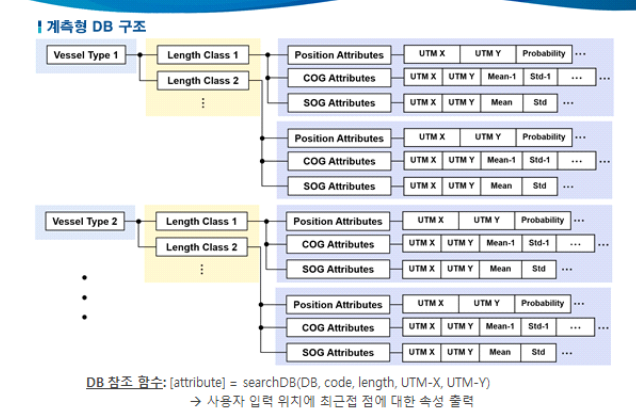 계측형 DB 구조
Vessel Type 1 Length Class 1 Position Attributes UTM X UTM Y Probability ...
Length Class 2 COG Attributes UTM X UTM Y Mean-1 Std-1 ... ...
⋮ SOG Attributes UTM X UTM Y Mean Std ...
Position Attributes UTM X UTM Y Probability ...
COG Attributes UTM X UTM Y Mean-1 Std-1 ... ...
SOG Attributes UTM X UTM Y Mean Std ...
Vessel Type 2 Length Class 1 Position Attributes UTM X UTM Y Probability ...
Length Class 2 COG Attributes UTM X UTM Y Mean-1 Std-1 ... ...
⋮ SOG Attributes UTM X UTM Y Mean Std ...
Position Attributes UTM X UTM Y Probability ...
COG Attributes UTM X UTM Y Mean-1 Std-1 ... ...
SOG Attributes UTM X UTM Y Mean Std ...
DB 참조 함수: [attribute] = searchDB(DB, code, length, UTM-X, UTM-Y)
→ 사용자 입력 위치에 최근접 점에 대한 속성 출력